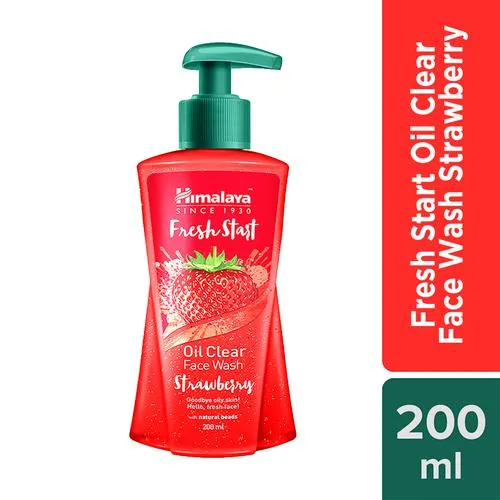 Himalaya
SINCE 1930
Fresh Start
Oil Clear
Face Wash
Strawberry
Goodbye oily skin!
Hello, fresh face!
with natural beads
200 ml
Fresh Start Oil Clear
Face Wash Strawberry
200
ml